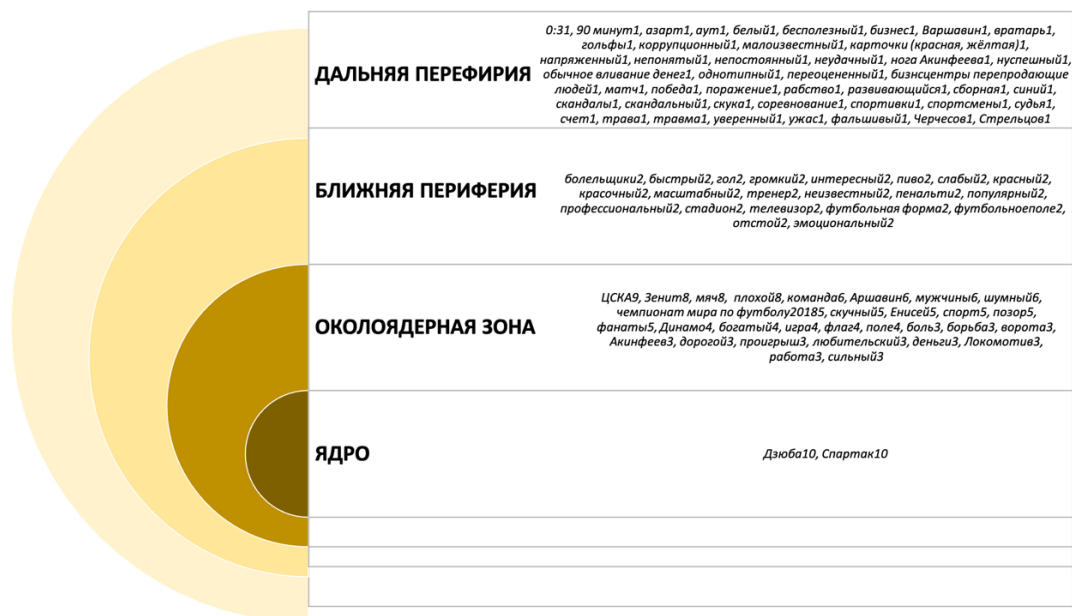 ДАЛЬНЯЯ ПЕРЕФИРИЯ
0:31, 90 минут1, азарт1, аут1, белый1, бесполезный1, бизнес1, Варшавин1, вратарь1,
гольфы1, коррупционный1, малоизвестный1, карточки (красная, жёлтая)1,
напряженный1, непонятый1, непостоянный1, неудачный1, нога Акинфеева1, нуспешный1,
обычное вливание денег1, однотипный1, переоцененный1, бизнсцентры перепродающие
людей1, матч1, победа1, поражение1, рабство1, развивающийся1, сборная1, синий1,
скандалы1, скандальный1, скука1, соревнование1, спортивки1, спортсмены1, судья1,
счет1, трава1, травма1, уверенный1, ужас1, фальшивый1, Черчесов1, Стрельцов1
БЛИЖНЯЯ ПЕРИФЕРИЯ
болельщики2, быстрый2, гол2, громкий2, интересный2, пиво2, слабый2, красный2,
красочный2, масштабный2, тренер2, неизвестный2, пенальти2, популярный2,
профессиональный2, стадион2, телевизор2, футбольная форма2, футбольноеполе2,
отстой2, эмоциональный2
ОКОЛОЯДЕРНАЯ ЗОНА
ЦСКА9, Зенит8, мяч8, плохой8, команда6, Аршавин6, мужчины6, шумный6,
чемпионат мира по футболу20185, скучный5, Енисей5, спорт5, позор5,
фанаты5, Динамо4, богатый4, игра4, флаг4, поле4, боль3, борьба3, ворота3,
Акинфеев3, дорогой3, проигрыш3, любительский3, деньги3, Локомотив3,
работа3, сильный3
ЯДРО
Дзюба10, Спартак10